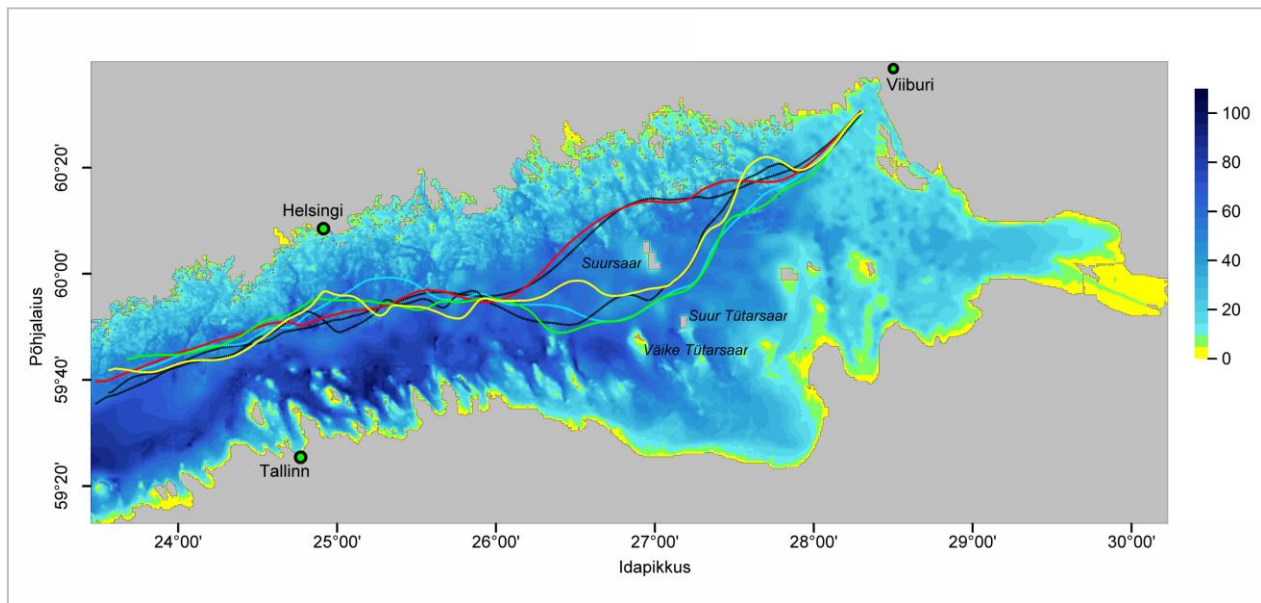 Viiburi
100
80
60
40
20
0
60°20'
60°00'
59°40'
59°20'
Põhjalaius
Helsingi
Suursaar
Suur Tütarsaar
Väike Tütarsaar
Tallinn
24°00'
25°00'
26°00'
27°00'
28°00'
29°00'
30°00'
Idapikkus